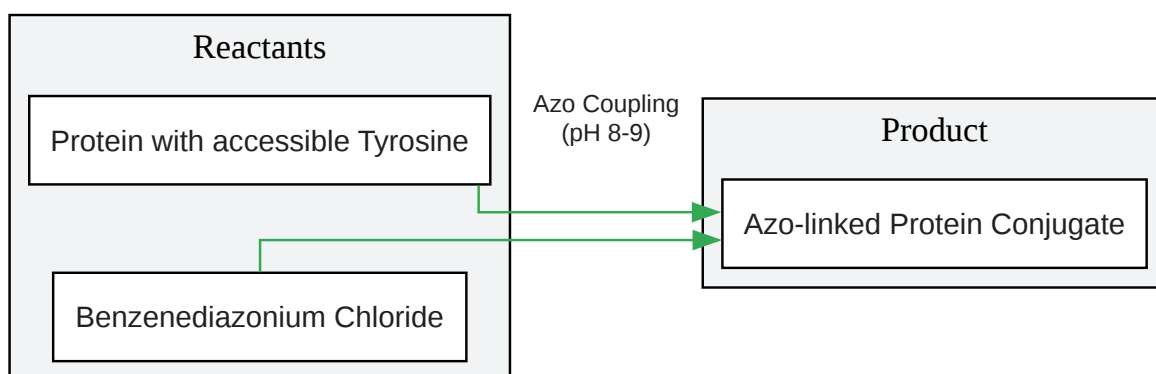 Reactants
Protein with accessible Tyrosine
Benzenediazonium Chloride
Azo Coupling
(pH 8-9)
Product
Azo-linked Protein Conjugate